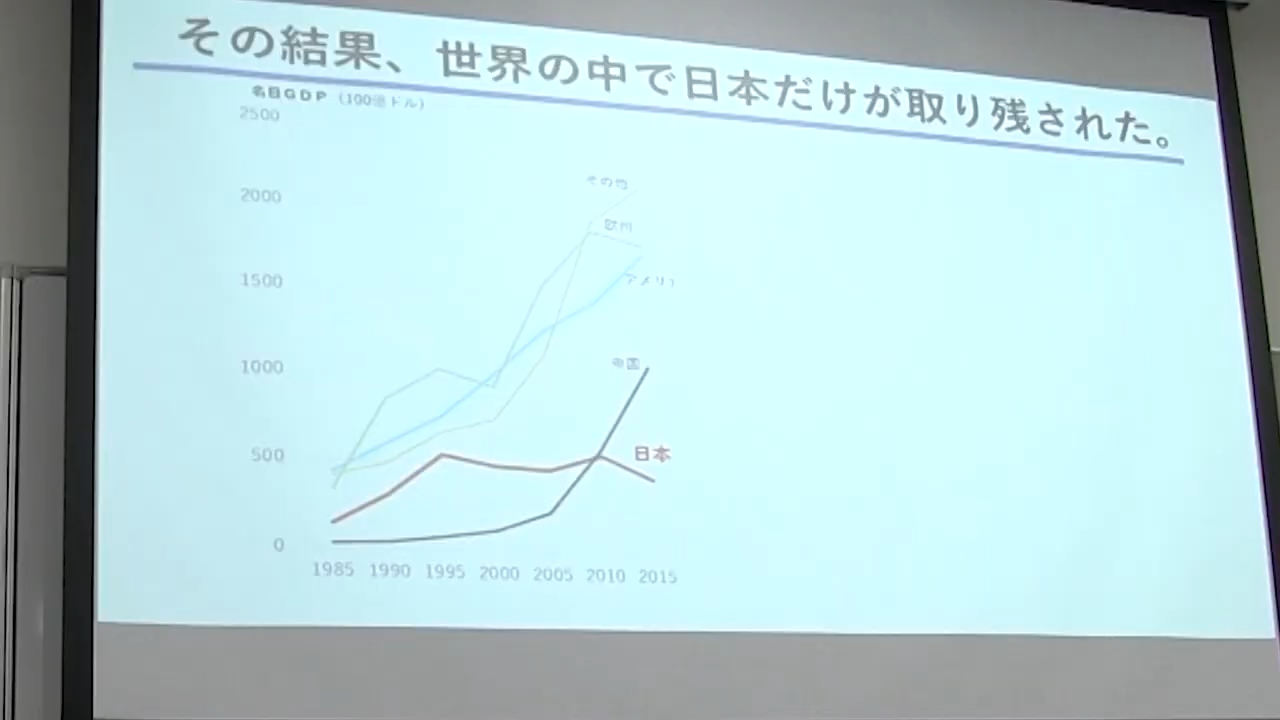 その結果、世界の中で日本だけが取り残された。
名目GDP（100億ドル）
2500
2000
1500
1000
500
0
その他
欧州
アメリカ
中国
日本
1985 1990 1995 2000 2005 2010 2015